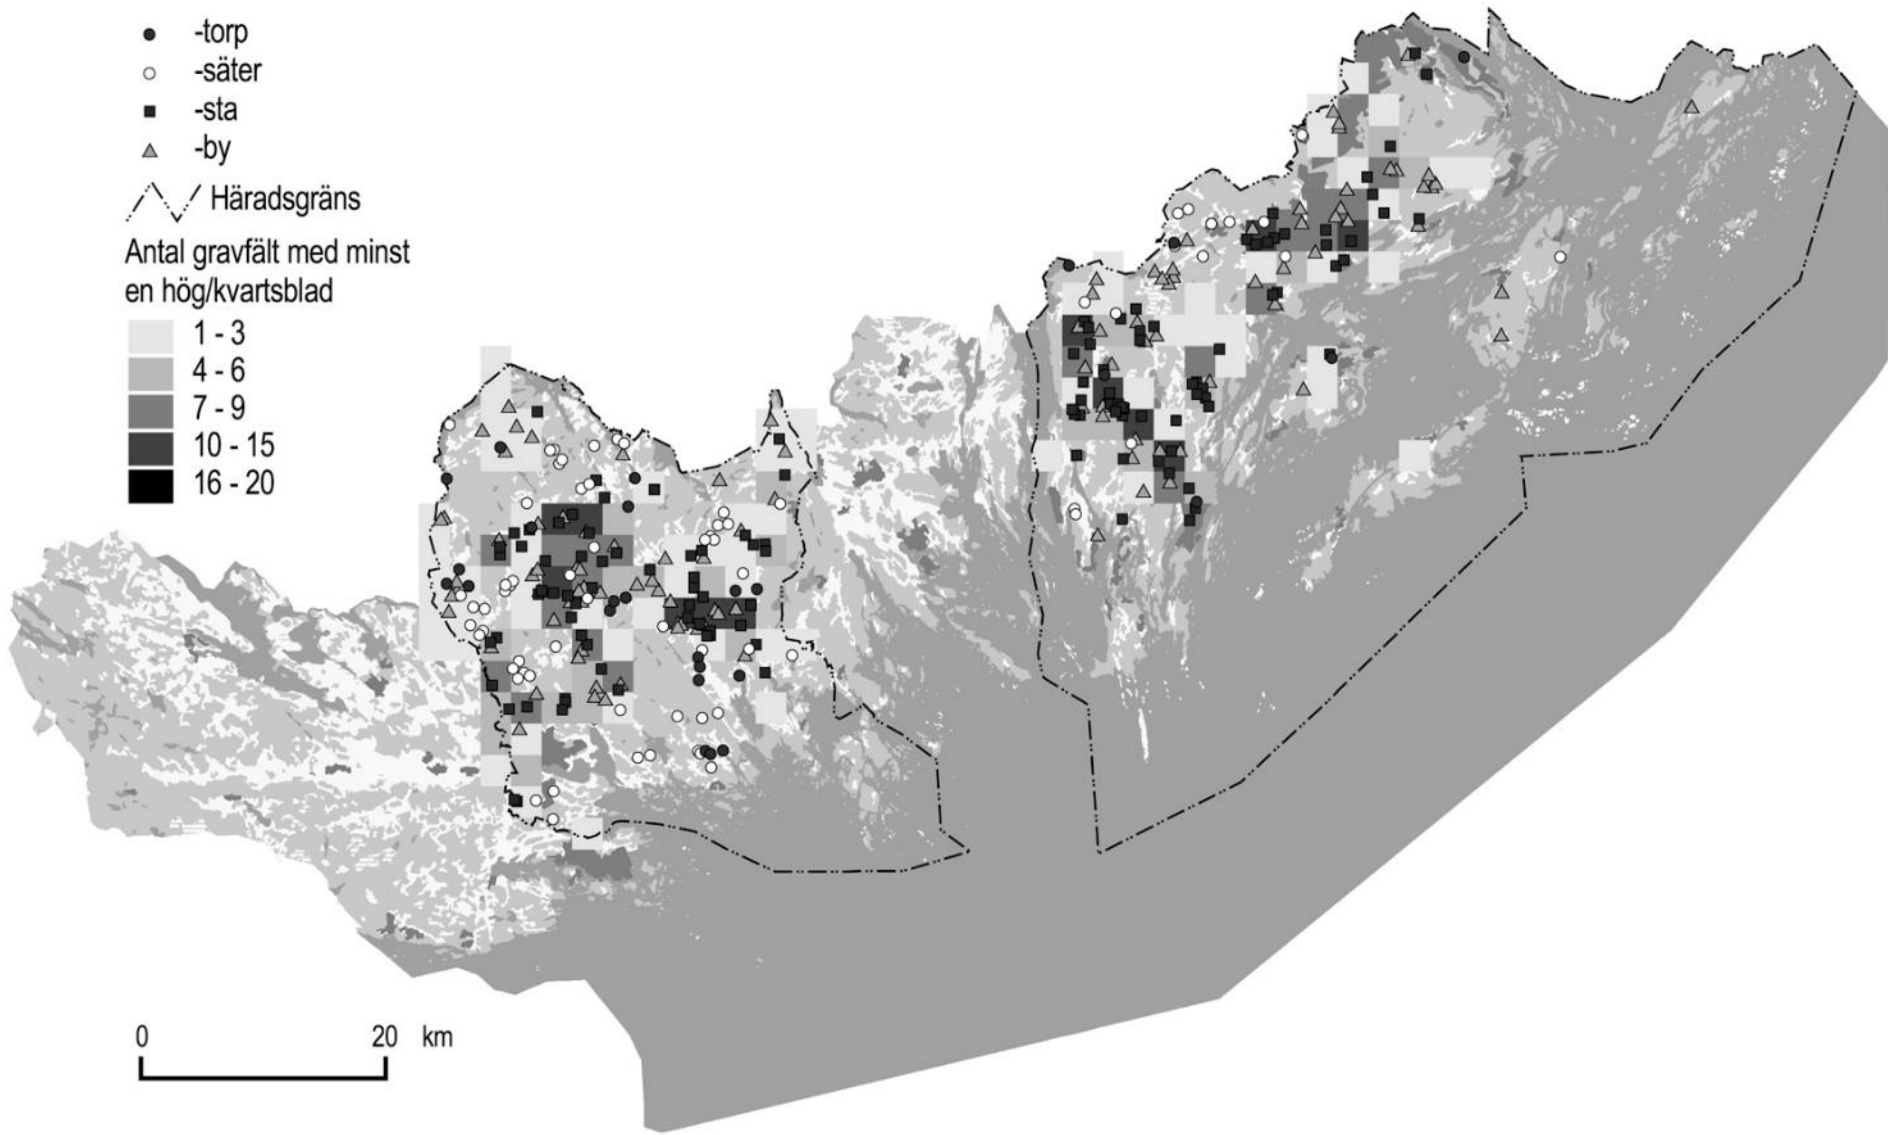 -torp
-säter
-sta
-by
Häradsgräns
Antal gravfält med minst
en hög/kvartsblad
1 - 3
4 - 6
7 - 9
10 - 15
16 - 20
0 20 km